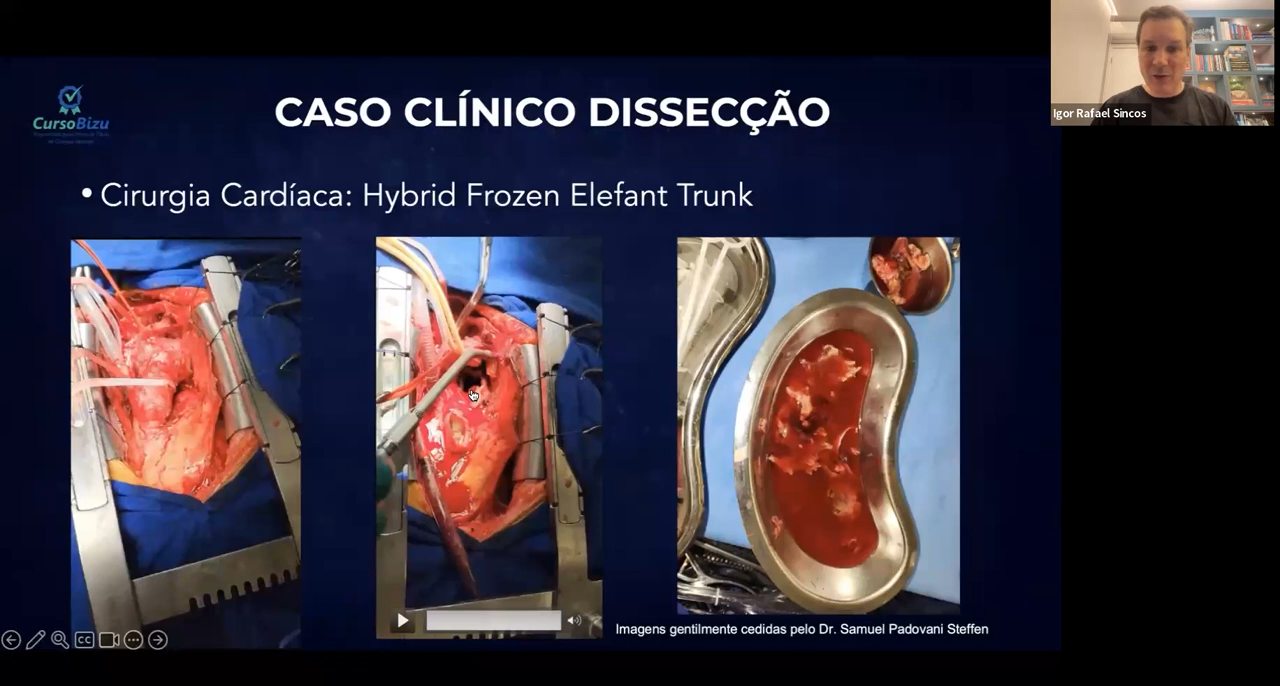 Igor Rafael Sincos
CursoBizu
CASO CLÍNICO DISSECÇÃO
• Cirurgia Cardíaca: Hybrid Frozen Elefant Trunk
CC
Imagens gentilmente cedidas pelo Dr. Samuel Padovani Steffen